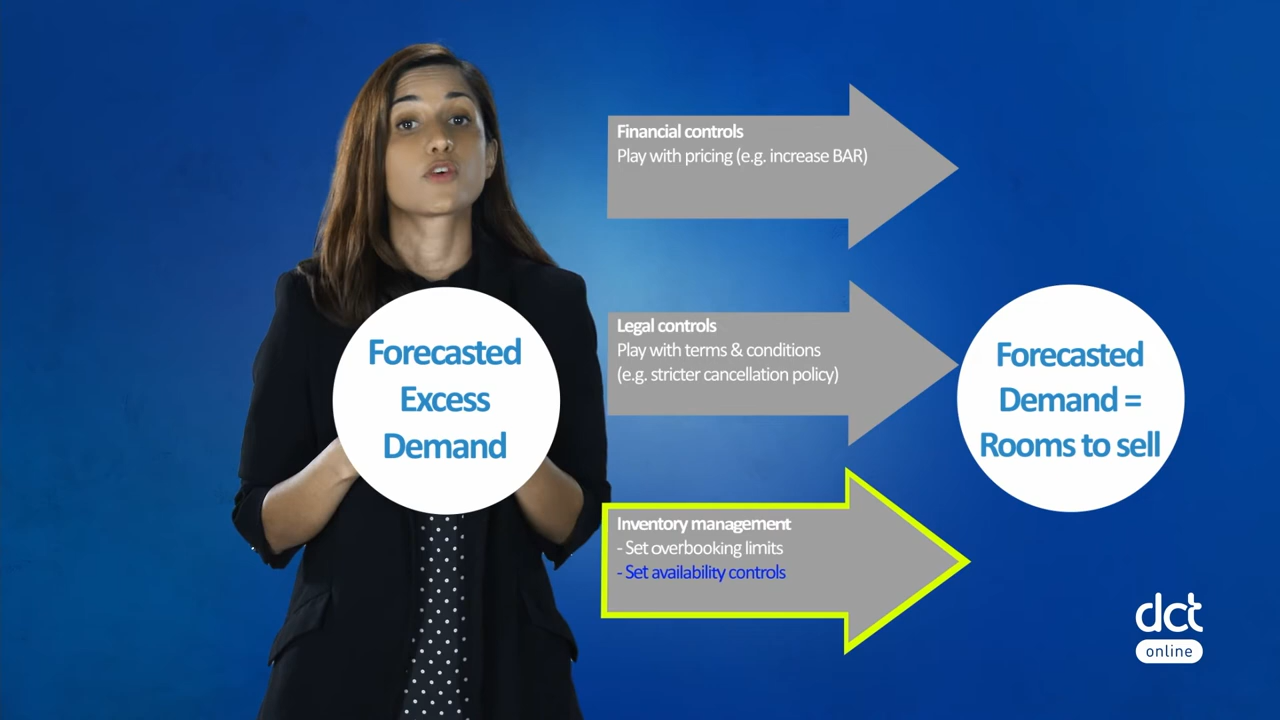 Financial controls
Play with pricing (e.g. increase BAR)
Legal controls
Play with terms & conditions
(e.g. stricter cancellation policy)
Inventory management
- Set overbooking limits
- Set availability controls
Forecasted
Excess
Demand
Forecasted
Demand =
Rooms to sell
dct
online